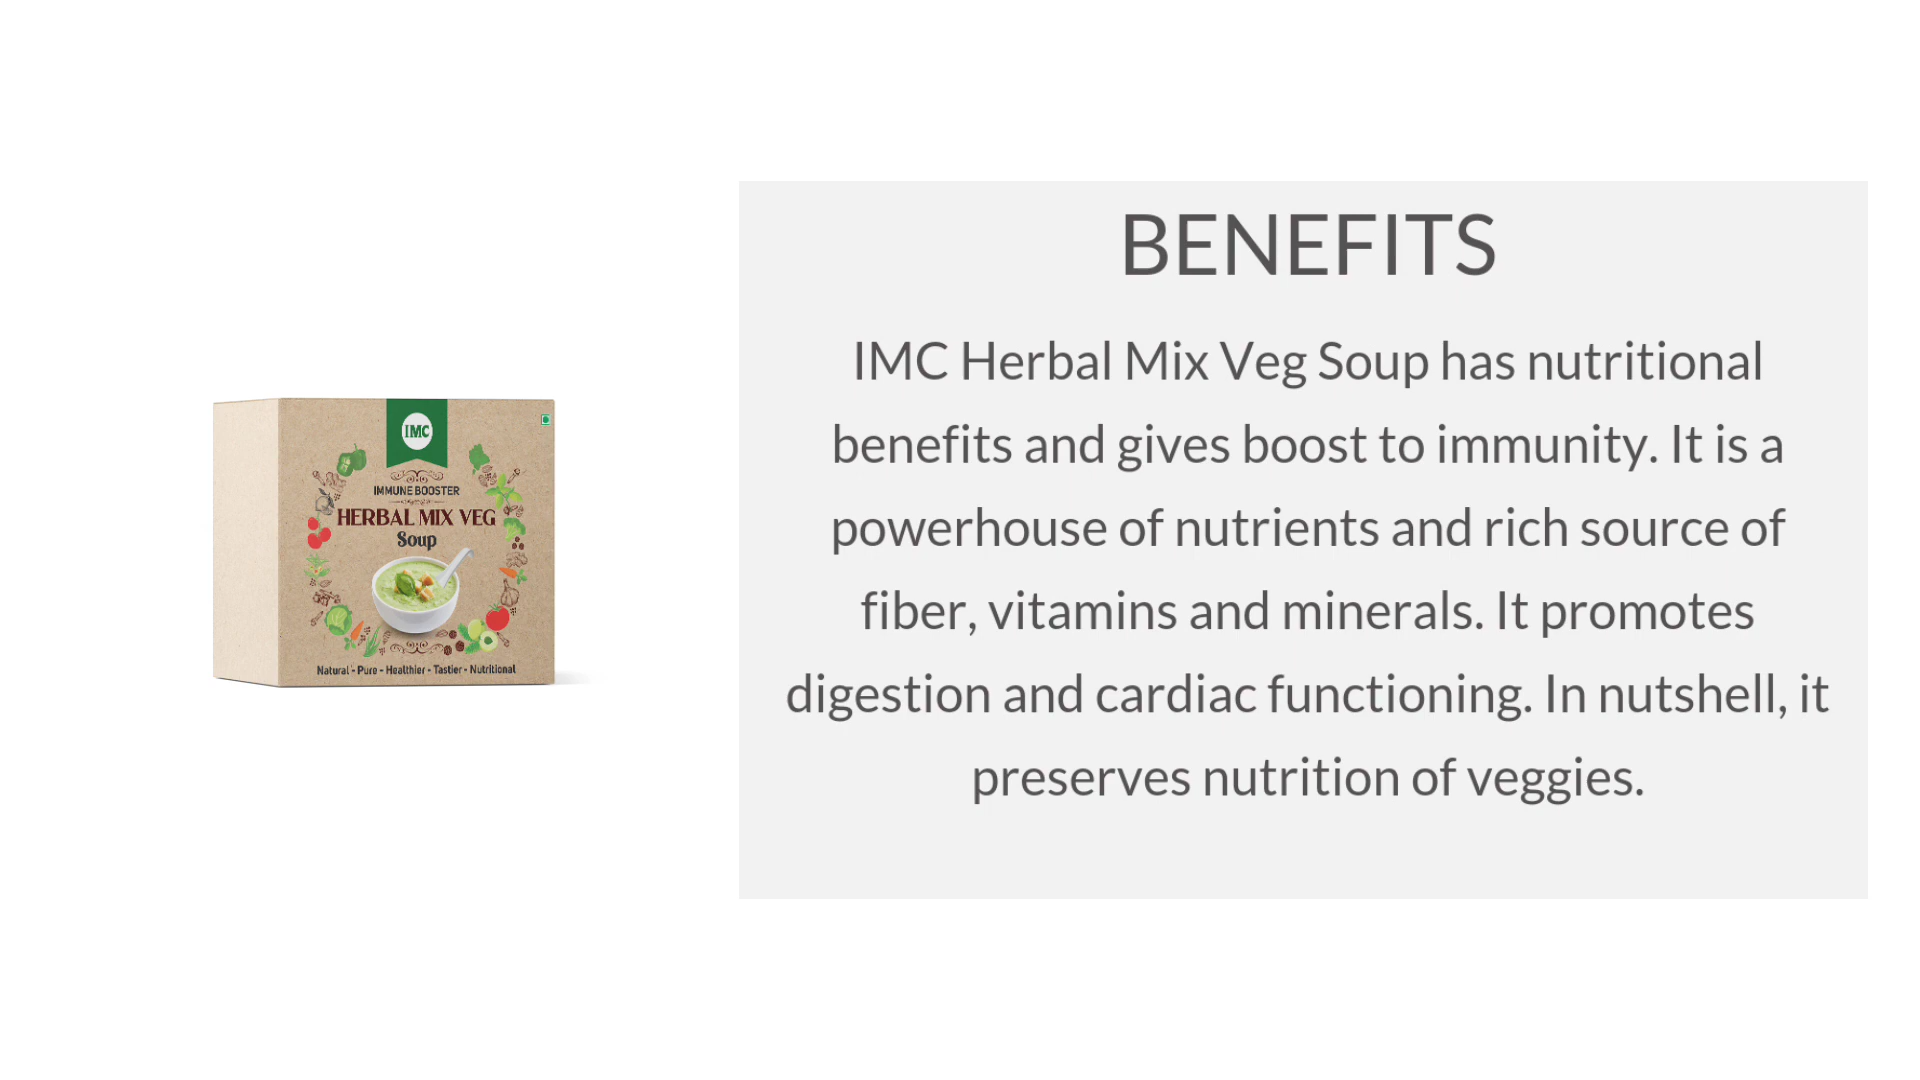 IMC
IMMUNE BOOSTER
HERBAL MIX VEG
Soup
Natural - Pure - Healthier - Tastier - Nutritional
BENEFITS
IMC Herbal Mix Veg Soup has nutritional
benefits and gives boost to immunity. It is a
powerhouse of nutrients and rich source of
fiber, vitamins and minerals. It promotes
digestion and cardiac functioning. In nutshell, it
preserves nutrition of veggies.